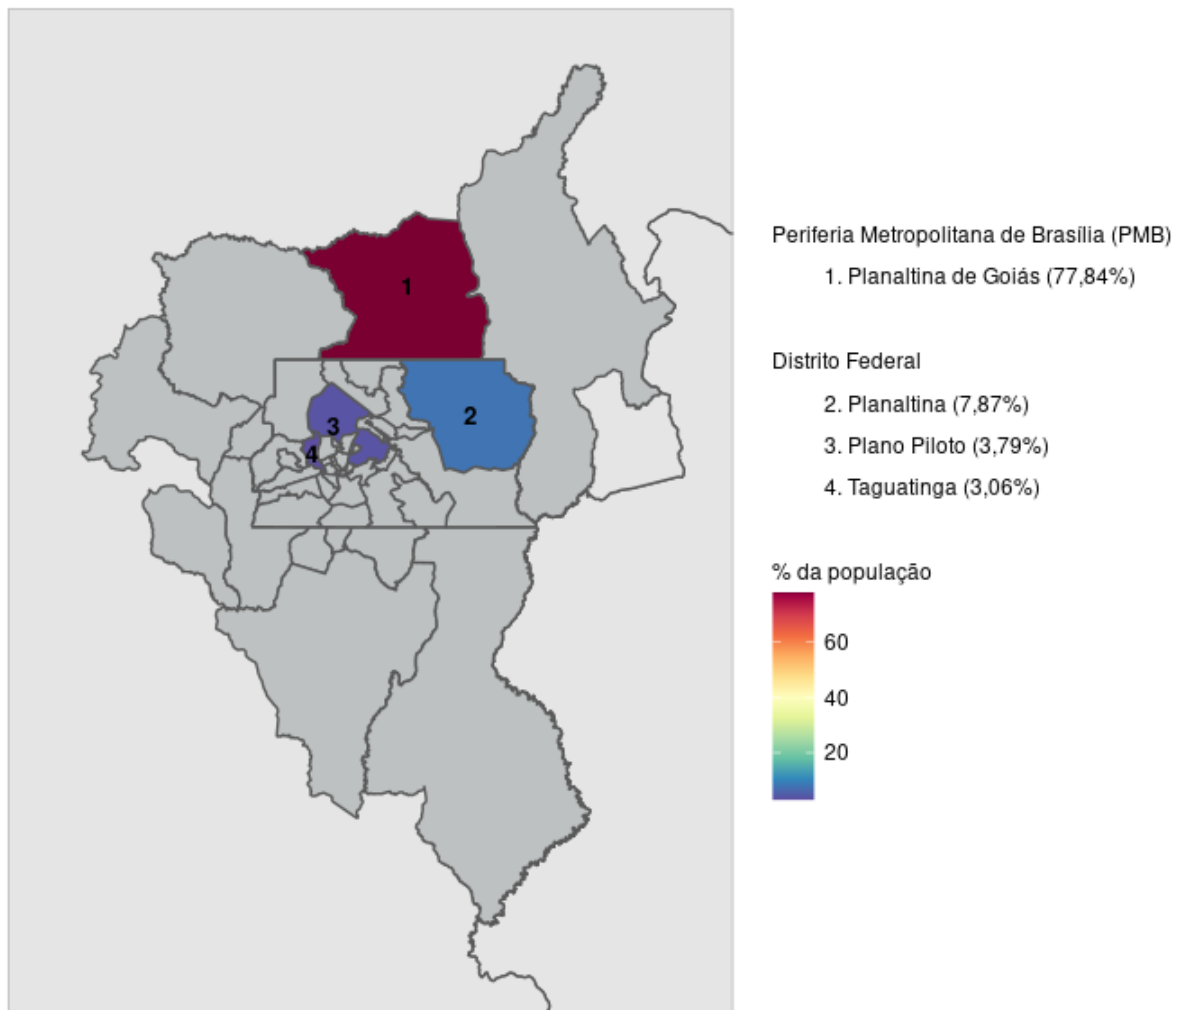 1
2
3
4
Periferia Metropolitana de Brasília (PMB)
1. Planaltina de Goiás (77,84%)
Distrito Federal
2. Planaltina (7,87%)
3. Plano Piloto (3,79%)
4. Taguatinga (3,06%)
% da população
60
40
20